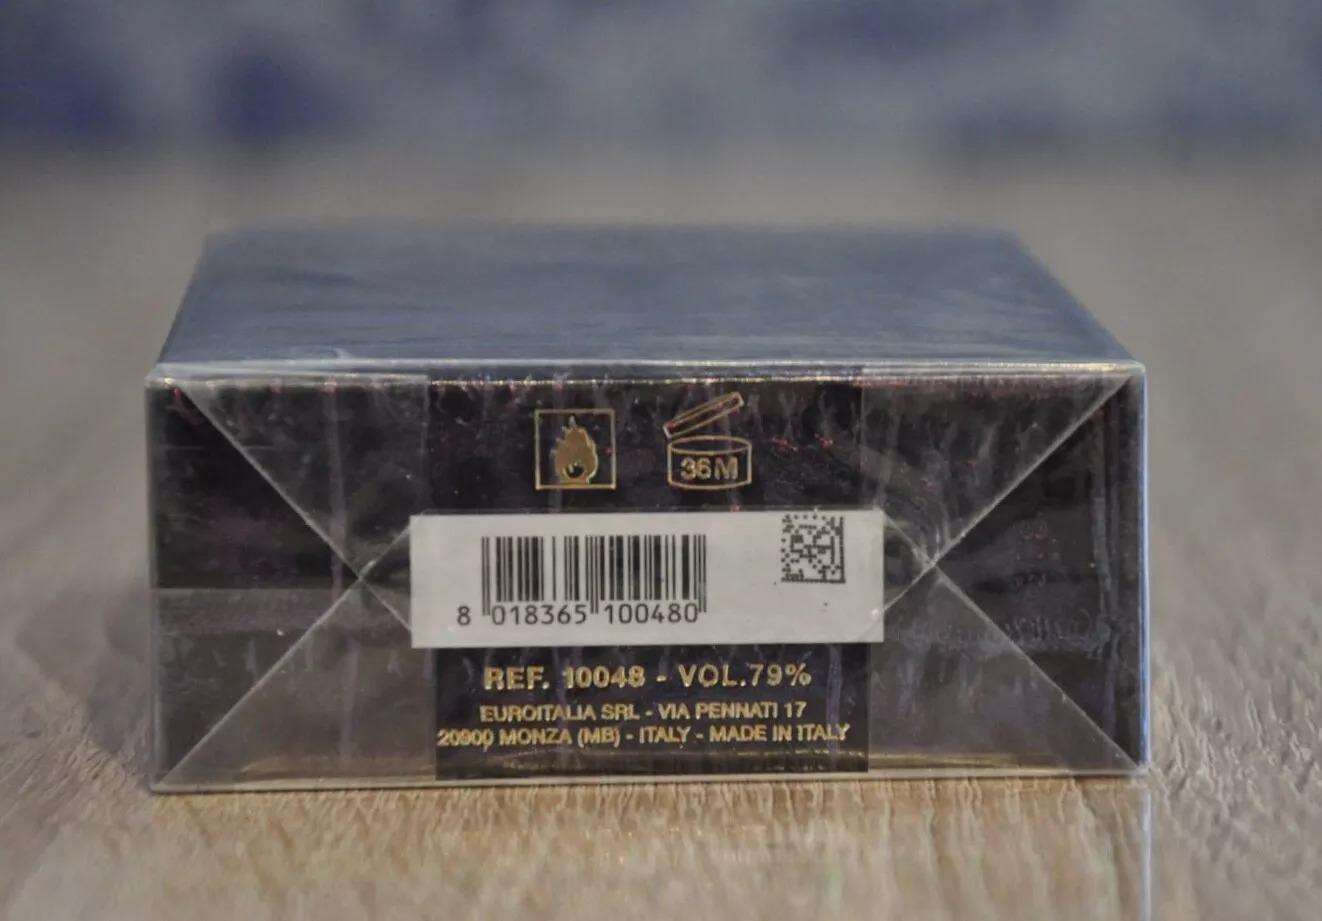 36M
8 018365 100480
REF. 10048 - VOL.79%
EUROITALIA SRL - VIA PENNATI 17
20900 MONZA (MB) - ITALY - MADE IN ITALY